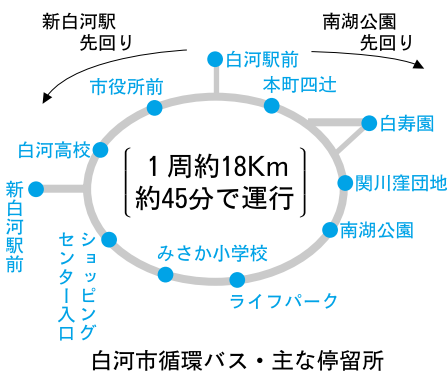 新白河駅
先回り
南湖公園
先回り
白河駅前
市役所前
本町四辻
白寿園
白河高校
1周約18Km
約45分で運行
関川窪団地
新白河駅前
南湖公園
ショッピング
センター入口
みさか小学校
ライフパーク
白河市循環バス・主な停留所